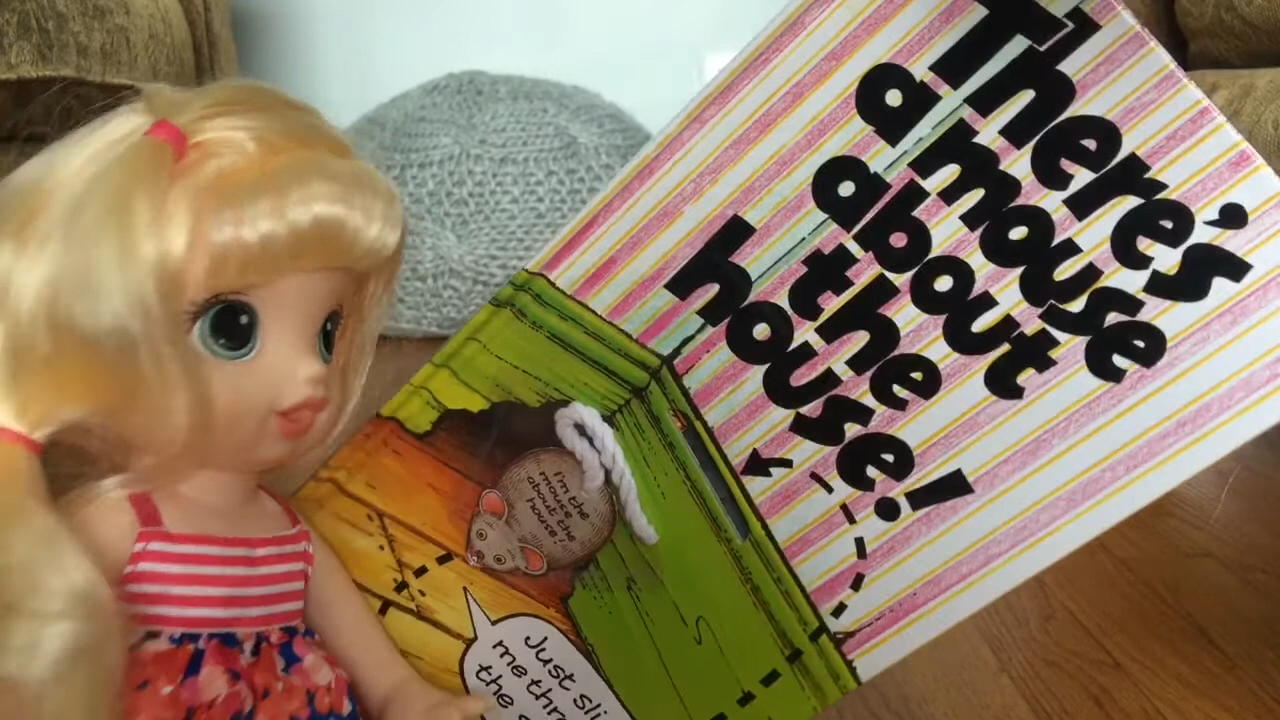 There's
a mouse
about
the
house!
I'm the
mouse
about the
house!
Just sli
me thr
the